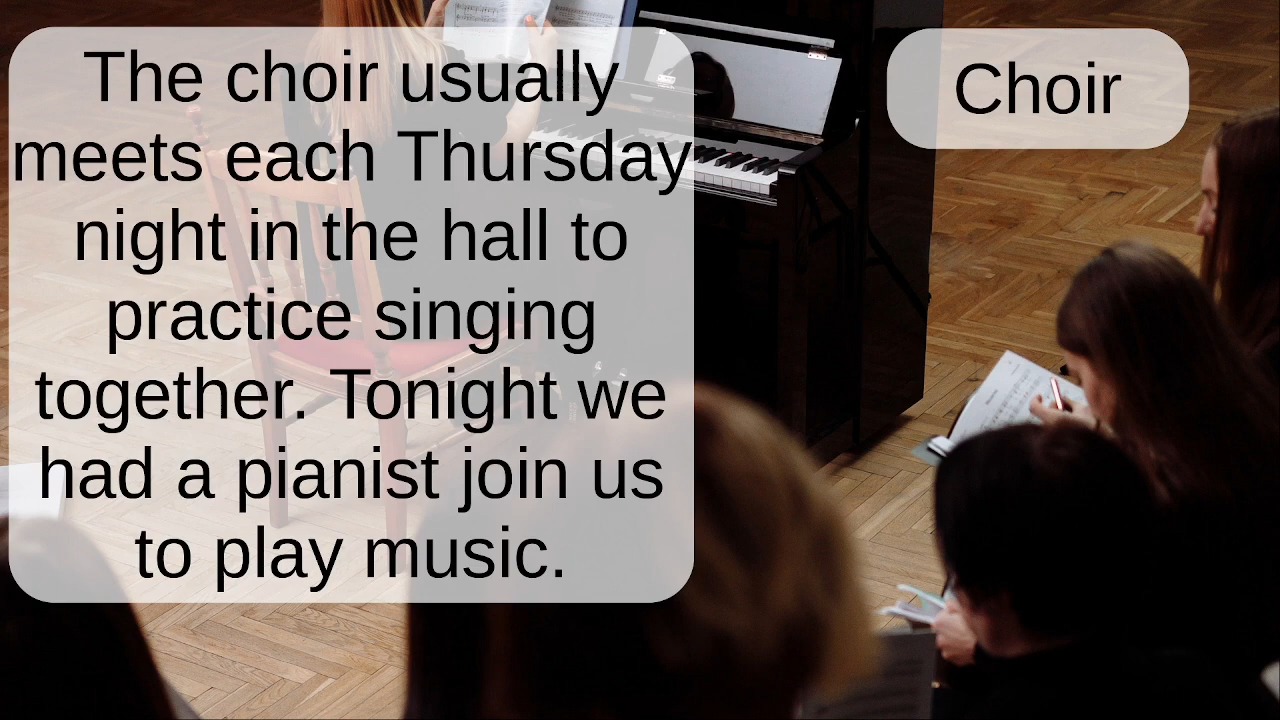 The choir usually
meets each Thursday
night in the hall to
practice singing
together. Tonight we
had a pianist join us
to play music.
Choir